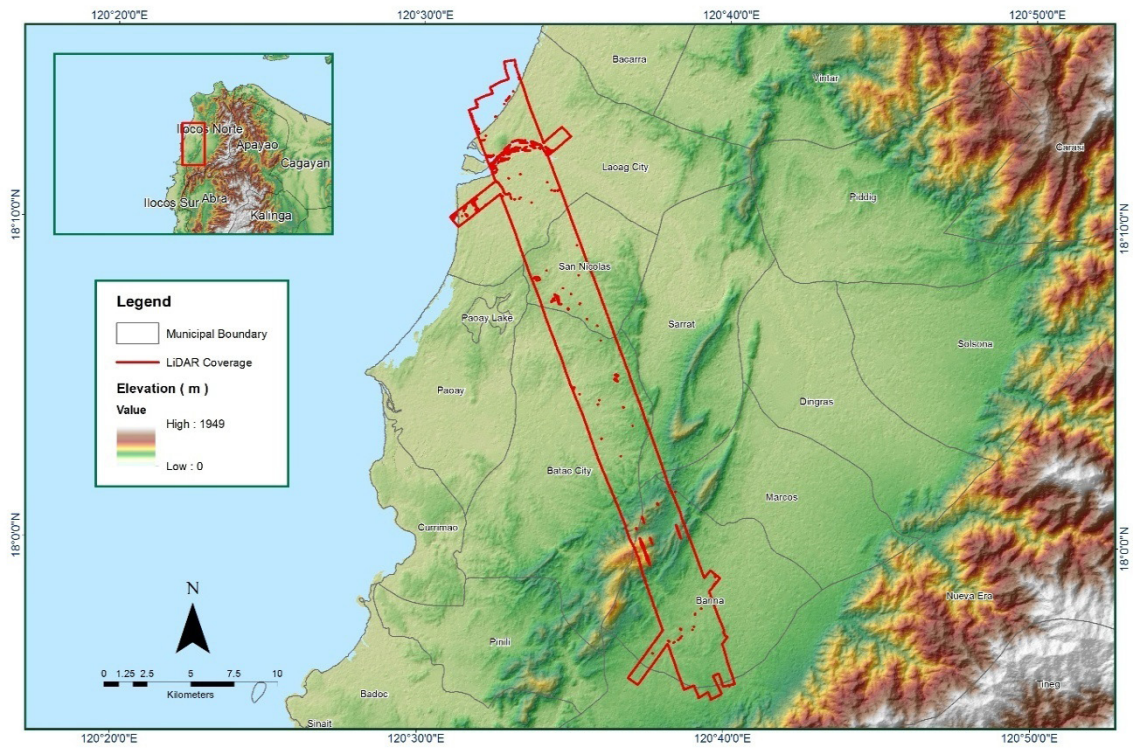 120°20'0"E
120°30'0"E
120°40'0"E
120°50'0"E
Bacarra
Vintar
Ilocos Norte
Apayao
Cagayan
Ilocos Sur
Abra
Kalinga
Laoag City
Carasi
Piddig
18°10'0"N
18°10'0"N
San Nicolas
Legend
Municipal Boundary
LiDAR Coverage
Elevation ( m )
Value
High : 1949
Low : 0
Paoay Lake
Sarrat
Solsona
Paoay
Dingras
Batac City
Marcos
Currimao
18°0'0"N
18°0'0"N
N
Banna
Nueva Era
Pinili
0 1.25 2.5 5 7.5 10
Kilometers
Badoc
Tineg
Sinait
120°20'0"E
120°30'0"E
120°40'0"E
120°50'0"E